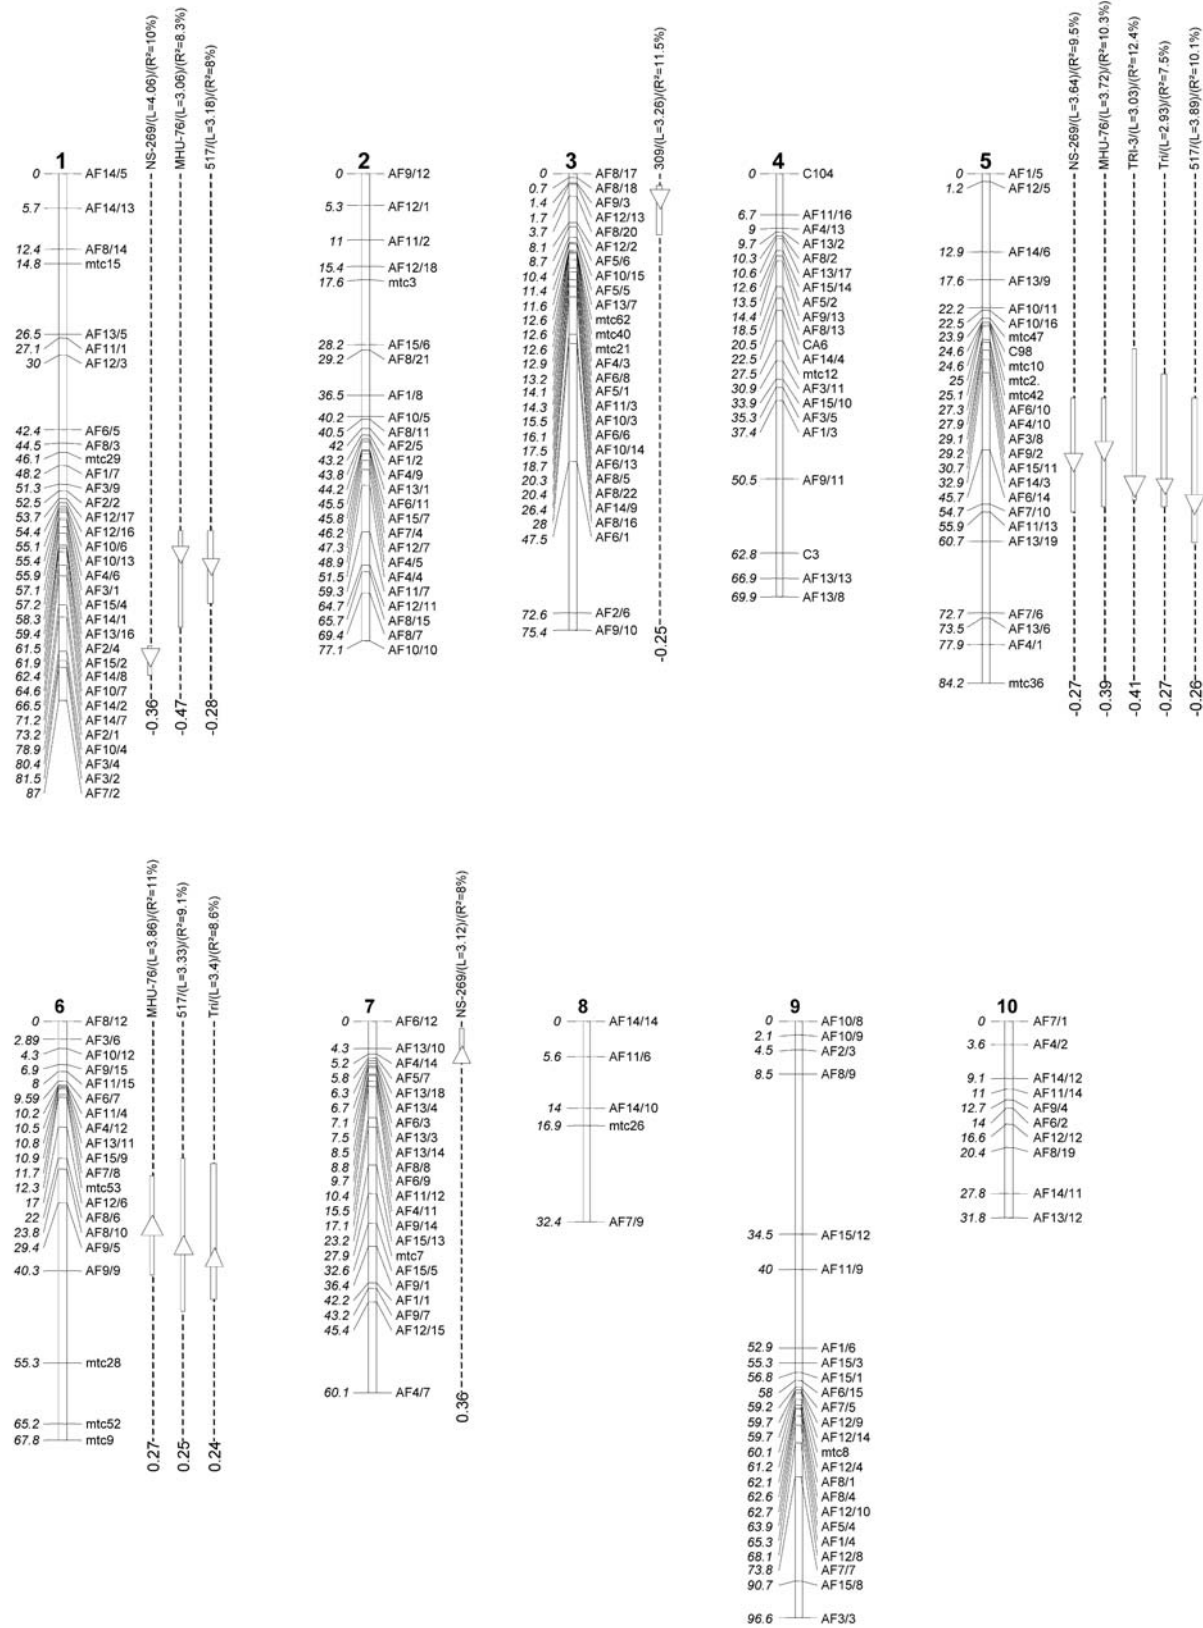 1
0 AF14/5
5.7 AF14/13
12.4 AF8/14
14.8 mtc15
26.5 AF13/5
27.1 AF11/1
30 AF12/3
42.4 AF6/5
44.5 AF8/3
46.1 mtc29
48.2 AF1/7
51.3 AF3/9
52.5 AF2/2
53.7 AF12/17
54.4 AF12/16
55.1 AF10/6
55.4 AF10/13
55.9 AF4/6
57.1 AF3/1
57.2 AF15/4
58.3 AF14/1
59.4 AF13/16
61.5 AF2/4
61.9 AF15/2
62.4 AF14/8
64.6 AF10/7
66.5 AF14/2
71.2 AF14/7
73.2 AF2/1
78.9 AF10/4
80.4 AF3/4
81.5 AF3/2
87 AF7/2
NS-269/(L=4.06)/(R²=10%)
-0.36
MHU-76/(L=3.06)/(R²=8.3%)
-0.47
517/(L=3.18)/(R²=8%)
-0.28
2
0 AF9/12
5.3 AF12/1
11 AF11/2
15.4 AF12/18
17.6 mtc3
28.2 AF15/6
29.2 AF8/21
36.5 AF1/8
40.2 AF10/5
40.5 AF8/11
42 AF2/5
43.2 AF1/2
43.8 AF4/9
44.2 AF13/1
45.5 AF6/11
45.8 AF15/7
46.2 AF7/4
47.3 AF12/7
48.9 AF4/5
51.5 AF4/4
59.3 AF11/7
64.7 AF12/11
65.7 AF8/15
69.4 AF8/7
77.1 AF10/10
3
0 AF8/17
0.7 AF8/18
1.4 AF9/3
1.7 AF12/13
3.7 AF8/20
8.1 AF12/2
8.7 AF5/6
10.4 AF10/15
11.4 AF5/5
11.6 AF13/7
12.6 mtc62
12.6 mtc40
12.6 mtc21
12.9 AF4/3
13.2 AF6/8
14.1 AF5/1
14.3 AF11/3
15.5 AF10/3
16.1 AF6/6
17.5 AF10/14
18.7 AF6/13
20.3 AF8/5
20.4 AF8/22
26.4 AF14/9
28 AF8/16
47.5 AF6/1
72.6 AF2/6
75.4 AF9/10
309/(L=3.26)/(R²=11.5%)
-0.25
4
0 C104
6.7 AF11/16
9 AF4/13
9.7 AF13/2
10.3 AF8/2
10.6 AF13/17
12.6 AF15/14
13.5 AF5/2
14.4 AF9/13
18.5 AF8/13
20.5 CA6
22.5 AF14/4
27.5 mtc12
30.9 AF3/11
33.9 AF15/10
35.3 AF3/5
37.4 AF1/3
50.5 AF9/11
62.8 C3
66.9 AF13/13
69.9 AF13/8
5
0 AF1/5
1.2 AF12/5
12.9 AF14/6
17.6 AF13/9
22.2 AF10/11
22.5 AF10/16
23.9 mtc47
24.6 C98
24.6 mtc10
25 mtc2.
25.1 mtc42
27.3 AF6/10
27.9 AF4/10
29.1 AF3/8
29.2 AF9/2
30.7 AF15/11
32.9 AF14/3
45.7 AF6/14
54.7 AF7/10
55.9 AF11/13
60.7 AF13/19
72.7 AF7/6
73.5 AF13/6
77.9 AF4/1
84.2 mtc36
NS-269/(L=3.64)/(R²=9.5%)
-0.27
MHU-76/(L=3.72)/(R²=10.3%)
-0.39
TRI-3/(L=3.03)/(R²=12.4%)
-0.41
Tri/(L=2.93)/(R²=7.5%)
-0.27
517/(L=3.89)/(R²=10.1%)
-0.26
6
0 AF8/12
2.89 AF3/6
4.3 AF10/12
6.9 AF9/15
8 AF11/15
9.59 AF6/7
10.2 AF11/4
10.5 AF4/12
10.8 AF13/11
10.9 AF15/9
11.7 AF7/8
12.3 mtc53
17 AF12/6
22 AF8/6
23.8 AF8/10
29.4 AF9/5
40.3 AF9/9
55.3 mtc28
65.2 mtc52
67.8 mtc9
MHU-76/(L=3.86)/(R²=11%)
0.27
517/(L=3.33)/(R²=9.1%)
0.25
Tri/(L=3.4)/(R²=8.6%)
0.24
7
0 AF6/12
4.3 AF13/10
5.2 AF4/14
5.8 AF5/7
6.3 AF13/18
6.7 AF13/4
7.1 AF6/3
7.5 AF13/3
8.5 AF13/14
8.8 AF8/8
9.7 AF6/9
10.4 AF11/12
15.5 AF4/11
17.1 AF9/14
23.2 AF15/13
27.9 mtc7
32.6 AF15/5
36.4 AF9/1
42.2 AF1/1
43.2 AF9/7
45.4 AF12/15
60.1 AF4/7
NS-269/(L=3.12)/(R²=8%)
0.36
8
0 AF14/14
5.6 AF11/6
14 AF14/10
16.9 mtc26
32.4 AF7/9
9
0 AF10/8
2.1 AF10/9
4.5 AF2/3
8.5 AF8/9
34.5 AF15/12
40 AF11/9
52.9 AF1/6
55.3 AF15/3
56.8 AF15/1
58 AF6/15
59.2 AF7/5
59.7 AF12/9
59.7 AF12/14
60.1 mtc8
61.2 AF12/4
62.1 AF8/1
62.6 AF8/4
62.7 AF12/10
63.9 AF5/4
65.3 AF1/4
68.1 AF12/8
73.8 AF7/7
90.7 AF15/8
96.6 AF3/3
10
0 AF7/1
3.6 AF4/2
9.1 AF14/12
11 AF11/14
12.7 AF9/4
14 AF6/2
16.6 AF12/12
20.4 AF8/19
27.8 AF14/11
31.8 AF13/12